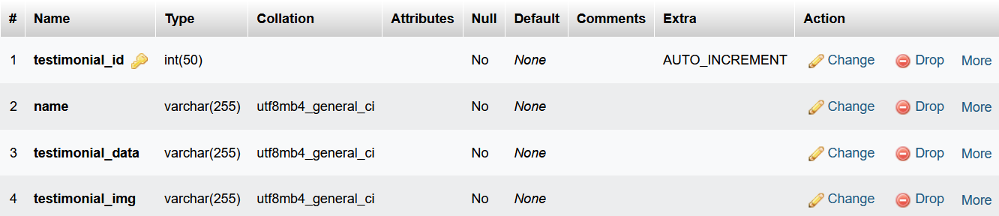 # Name Type Collation Attributes Null Default Comments Extra Action
1 testimonial_id int(50) No None AUTO_INCREMENT Change Drop More
2 name varchar(255) utf8mb4_general_ci No None Change Drop More
3 testimonial_data varchar(255) utf8mb4_general_ci No None Change Drop More
4 testimonial_img varchar(255) utf8mb4_general_ci No None Change Drop More